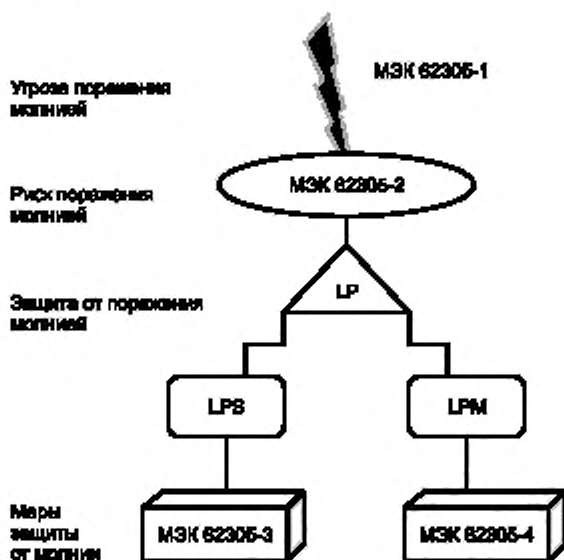 МЭК 62305-1
Угроза поражения
молнией
МЭК 62305-2
Риск поражения
молнией
LP
Защита от поражения
молнией
LPS
LPM
Меры
защиты
от молнии
МЭК 62305-3
МЭК 62305-4